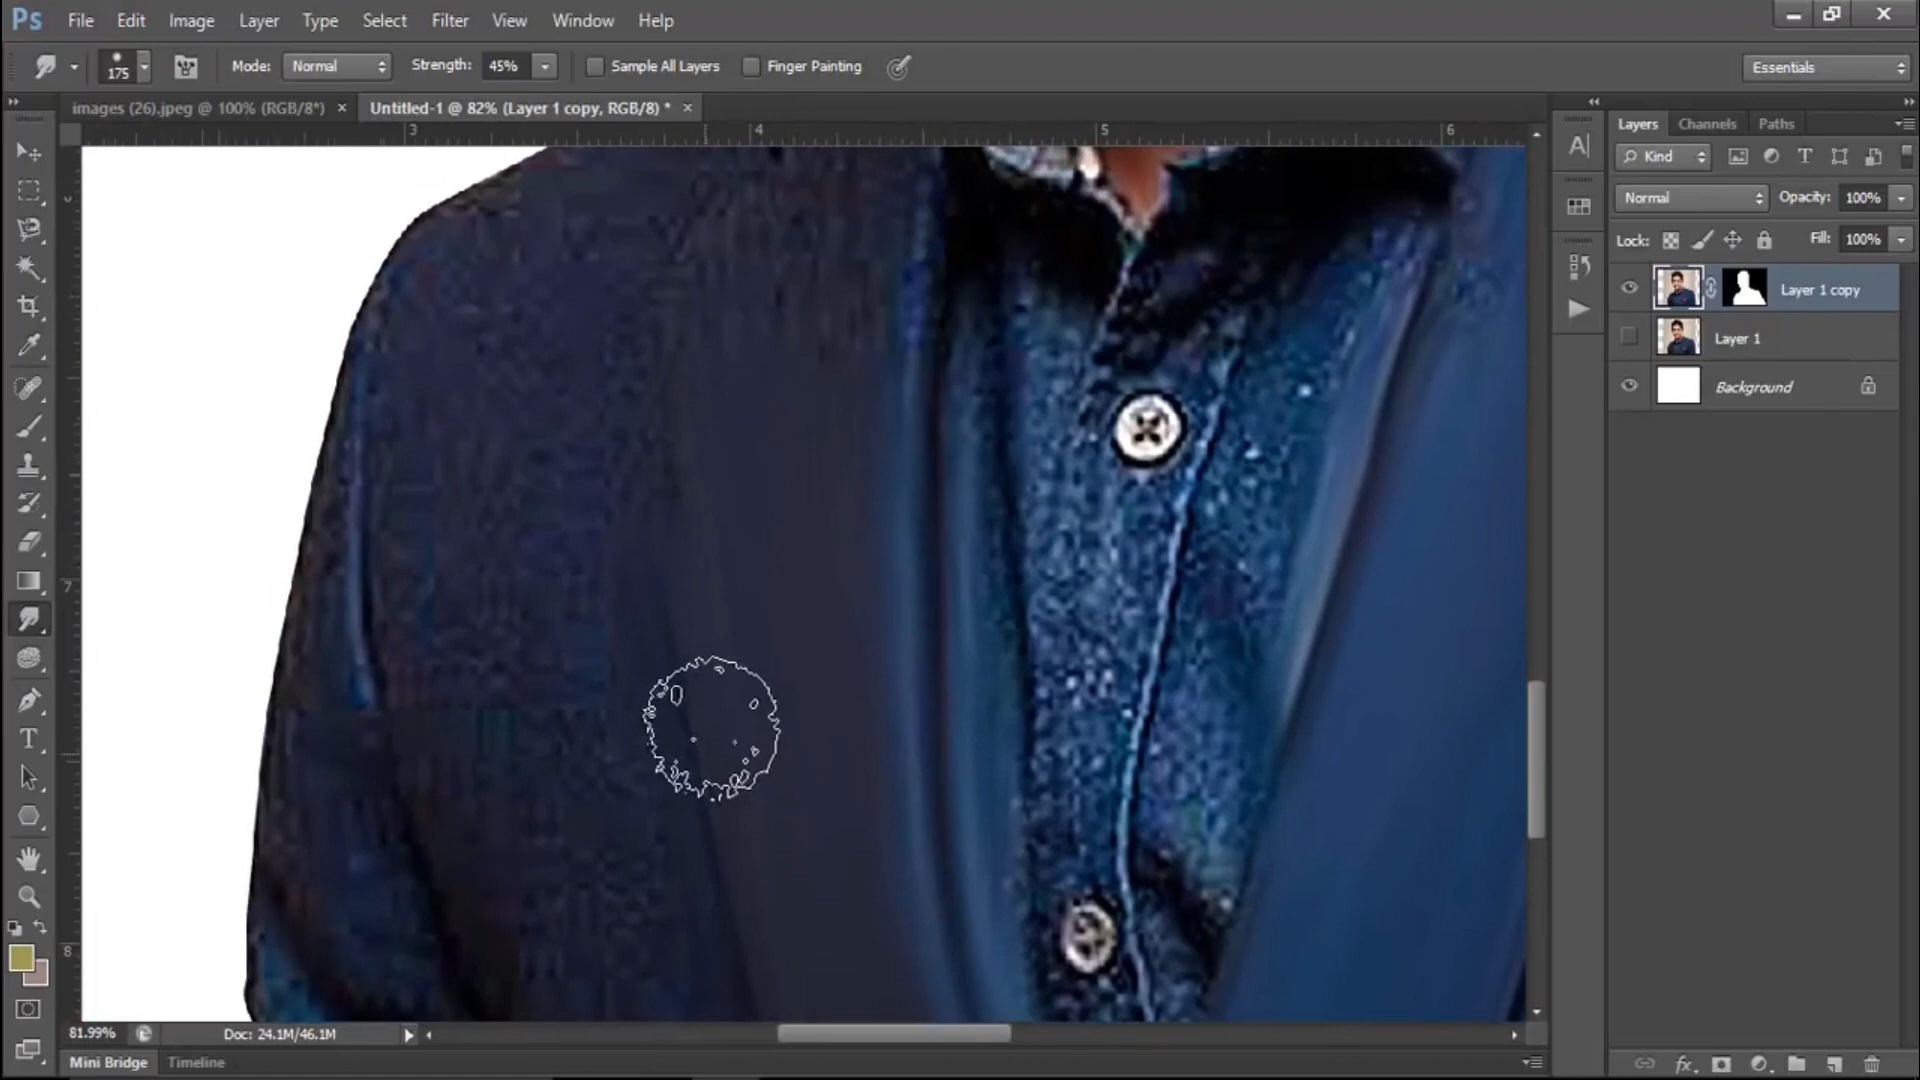 Ps File Edit Image Layer Type Select Filter View Window Help
175 Mode: Normal Strength: 45% Sample All Layers Finger Painting Essentials
images (26).jpeg @ 100% (RGB/8*) × Untitled-1 @ 82% (Layer 1 copy, RGB/8) * ×
Layers Channels Paths
3 4 5 6
Kind
Normal Opacity: 100%
Lock: Fill: 100%
Layer 1 copy
Layer 1
Background
7
8
81.99% Doc: 24.1M/46.1M
Mini Bridge Timeline